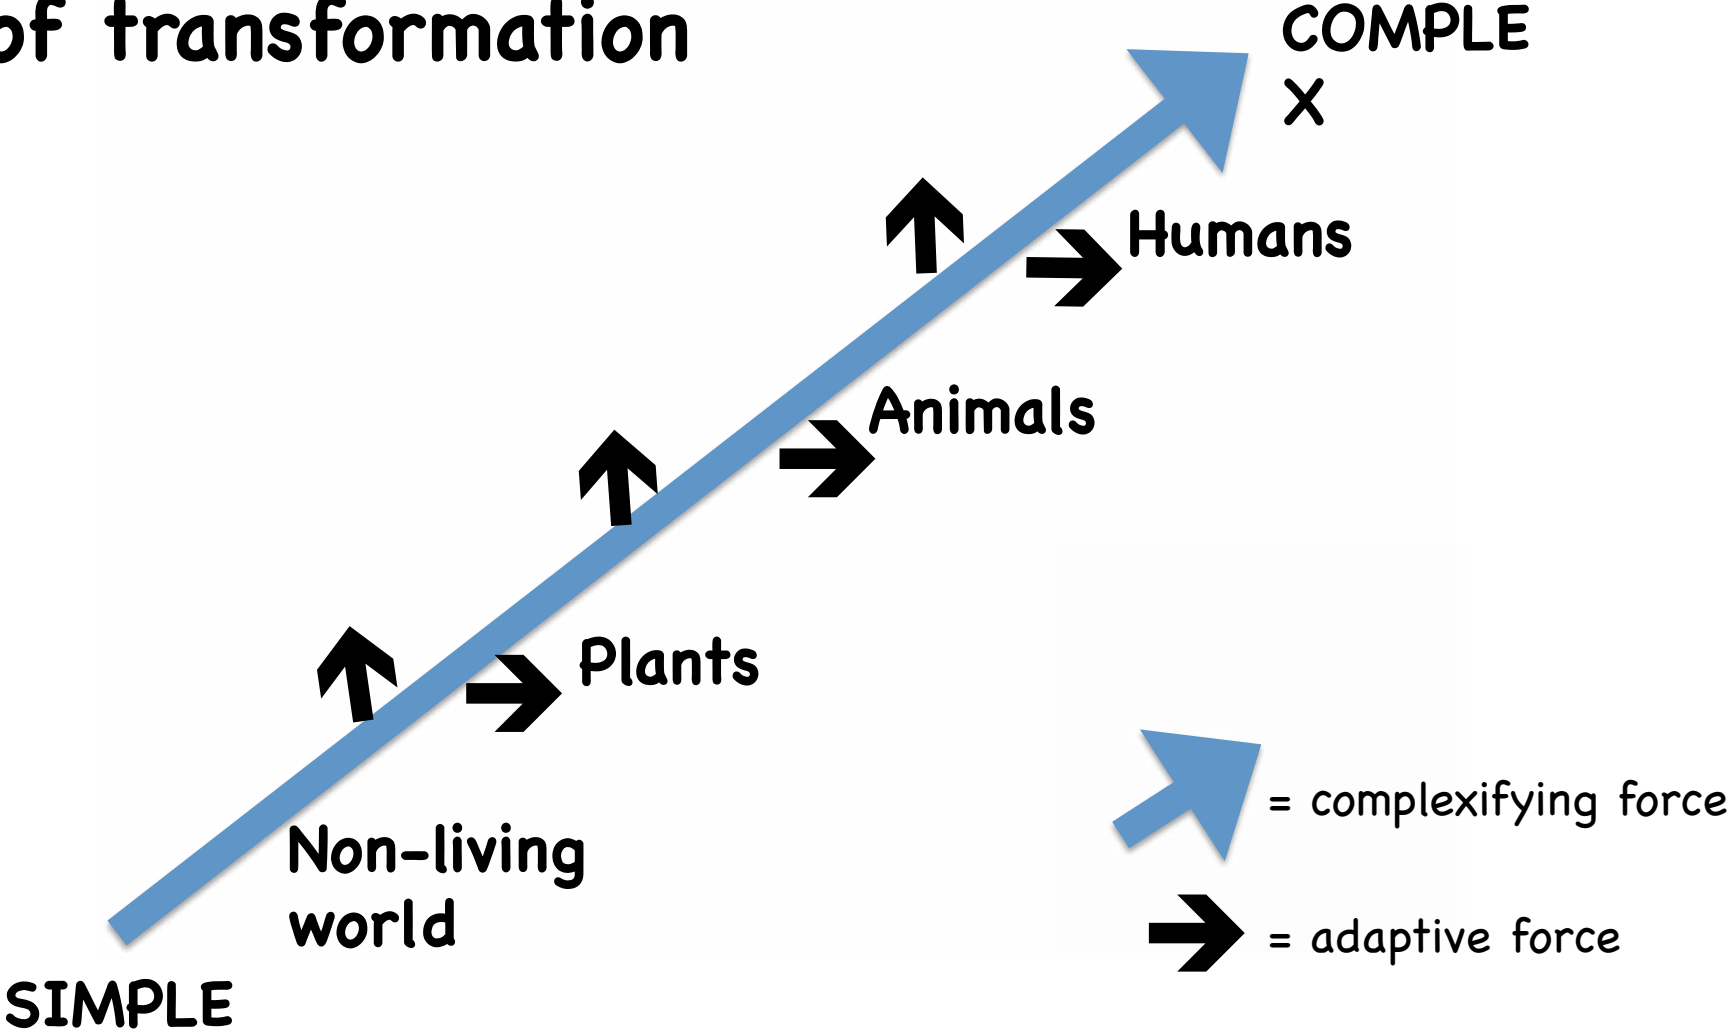 of transformation
COMPLE
X
Humans
Animals
Plants
= complexifying force
Non-living
world
= adaptive force
SIMPLE